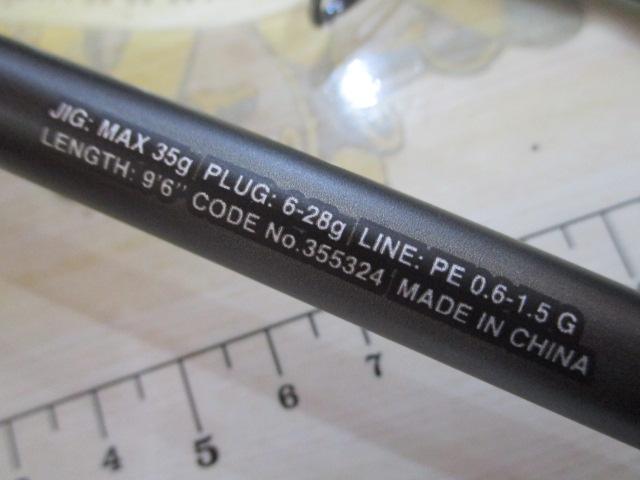 JIG: MAX 35g | PLUG: 6-28g | LINE: PE 0.6-1.5 G
LENGTH: 9'6'' CODE No.355324 | MADE IN CHINA
4 5 6 7